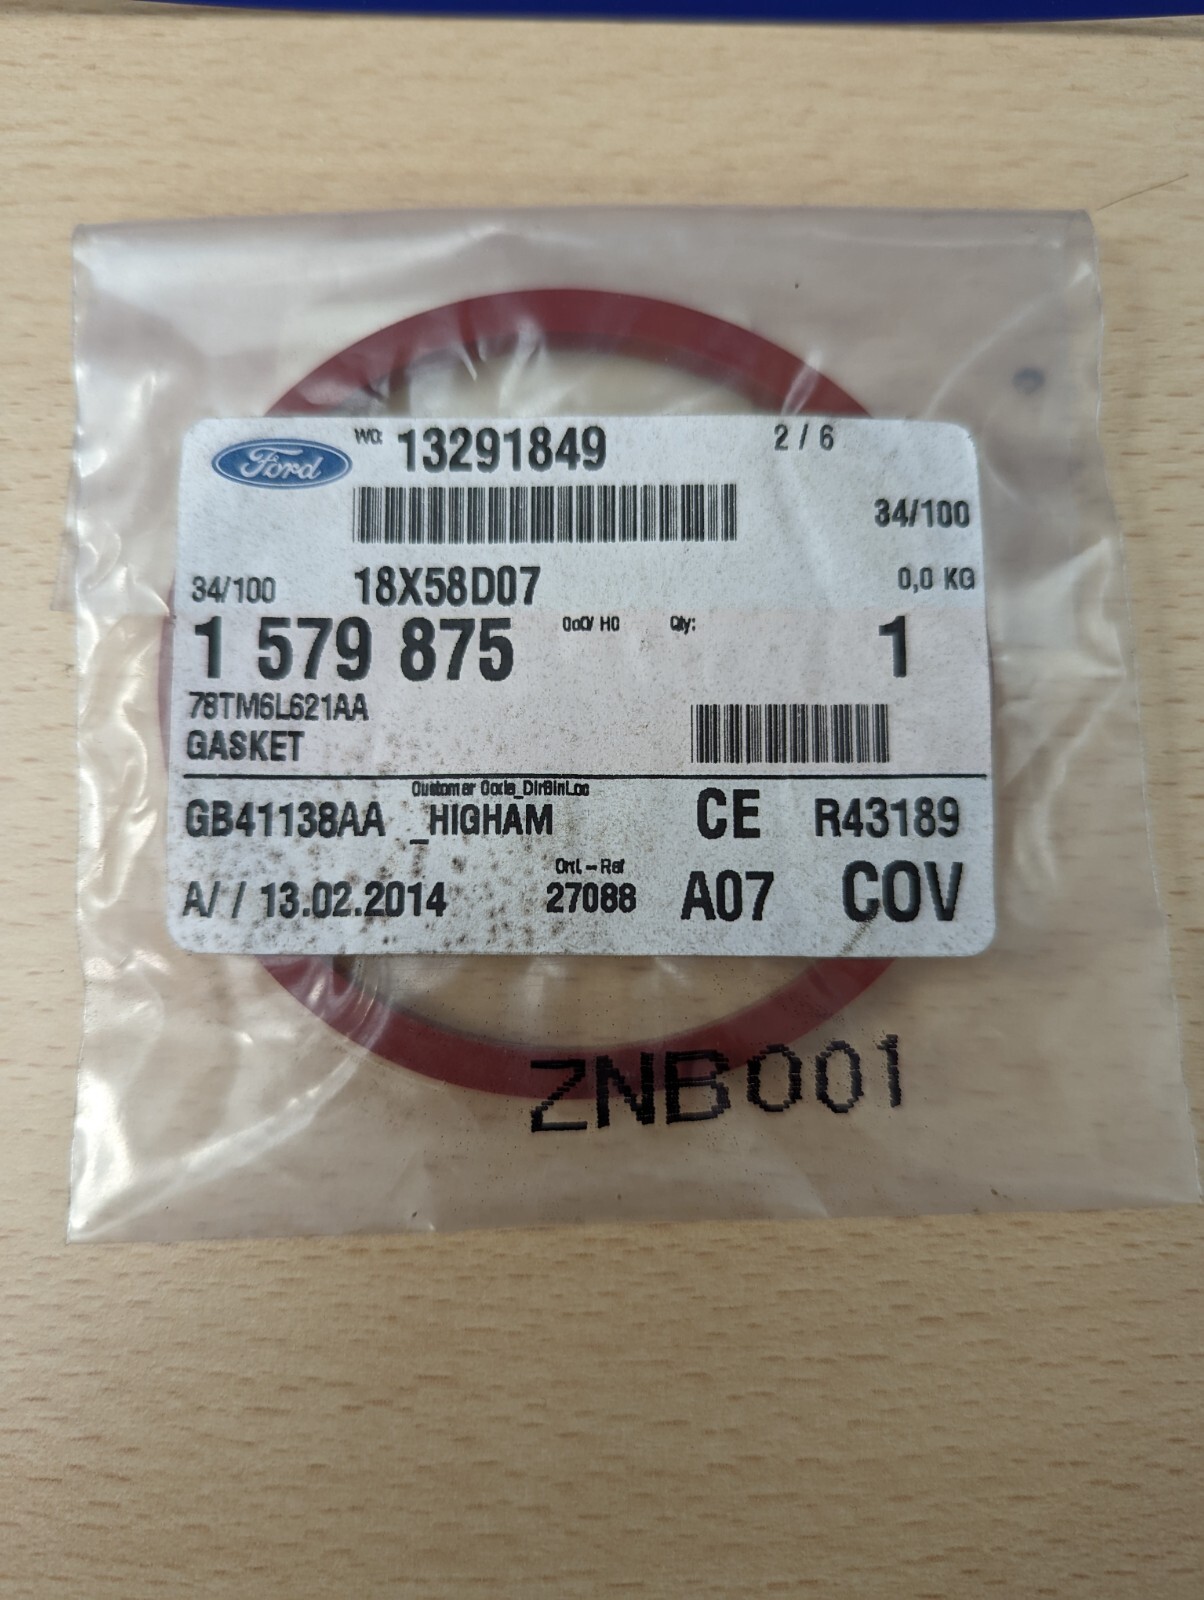 Ford
WO: 13291849 2 / 6
34/100
34/100 18X58D07 0,0 KG
1 579 875 Qty: 1
78TM6L621AA
GASKET
Customer Code_DirBinLoc
GB41138AA _HIGHAM CE R43189
Ord.-Ref
A/ / 13.02.2014 27088 A07 COV
ZNB001